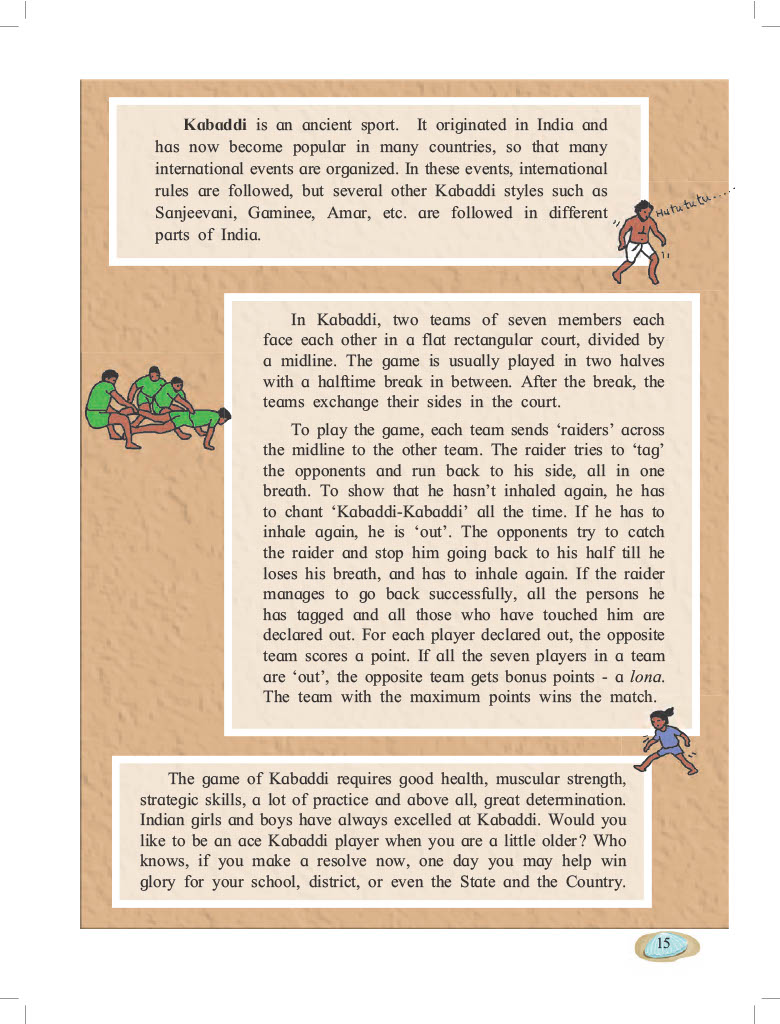 Kabaddi is an ancient sport. It originated in India and
has now become popular in many countries, so that many
international events are organized. In these events, international
rules are followed, but several other Kabaddi styles such as
Sanjeevani, Gaminee, Amar, etc. are followed in different
parts of India.
Hutututu.....
In Kabaddi, two teams of seven members each
face each other in a flat rectangular court, divided by
a midline. The game is usually played in two halves
with a halftime break in between. After the break, the
teams exchange their sides in the court.
To play the game, each team sends ‘raiders’ across
the midline to the other team. The raider tries to ‘tag’
the opponents and run back to his side, all in one
breath. To show that he hasn’t inhaled again, he has
to chant ‘Kabaddi-Kabaddi’ all the time. If he has to
inhale again, he is ‘out’. The opponents try to catch
the raider and stop him going back to his half till he
loses his breath, and has to inhale again. If the raider
manages to go back successfully, all the persons he
has tagged and all those who have touched him are
declared out. For each player declared out, the opposite
team scores a point. If all the seven players in a team
are ‘out’, the opposite team gets bonus points - a lona.
The team with the maximum points wins the match.
The game of Kabaddi requires good health, muscular strength,
strategic skills, a lot of practice and above all, great determination.
Indian girls and boys have always excelled at Kabaddi. Would you
like to be an ace Kabaddi player when you are a little older? Who
knows, if you make a resolve now, one day you may help win
glory for your school, district, or even the State and the Country.
15